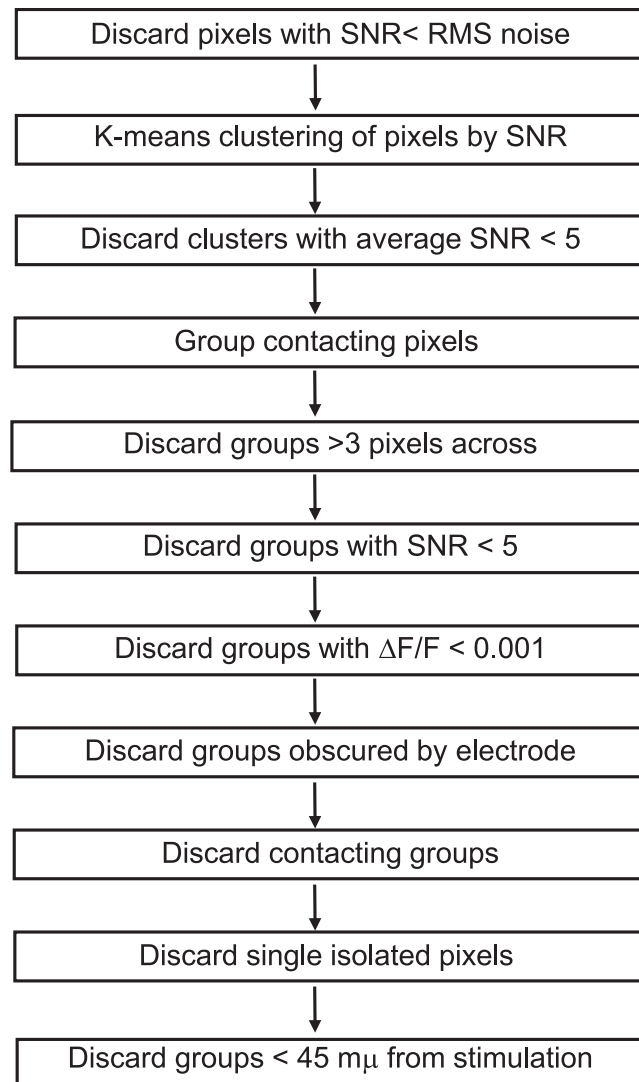 Discard pixels with SNR< RMS noise
K-means clustering of pixels by SNR
Discard clusters with average SNR < 5
Group contacting pixels
Discard groups >3 pixels across
Discard groups with SNR < 5
Discard groups with ΔF/F < 0.001
Discard groups obscured by electrode
Discard contacting groups
Discard single isolated pixels
Discard groups < 45 mμ from stimulation